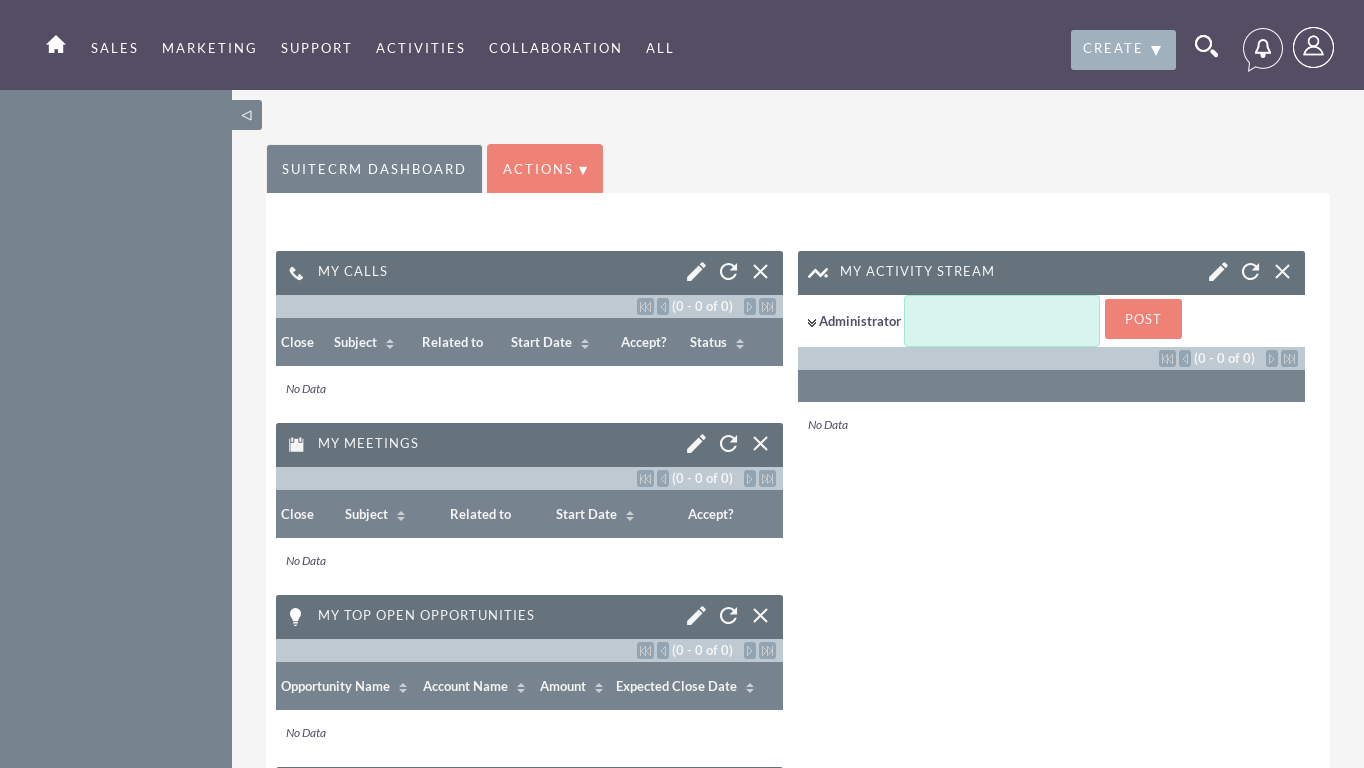 SALES MARKETING SUPPORT ACTIVITIES COLLABORATION ALL CREATE ▼
SUITECRM DASHBOARD ACTIONS ▼
MY CALLS
(0 - 0 of 0)
Close Subject Related to Start Date Accept? Status
No Data
MY MEETINGS
(0 - 0 of 0)
Close Subject Related to Start Date Accept?
No Data
MY TOP OPEN OPPORTUNITIES
(0 - 0 of 0)
Opportunity Name Account Name Amount Expected Close Date
No Data
MY ACTIVITY STREAM
Administrator POST
(0 - 0 of 0)
No Data